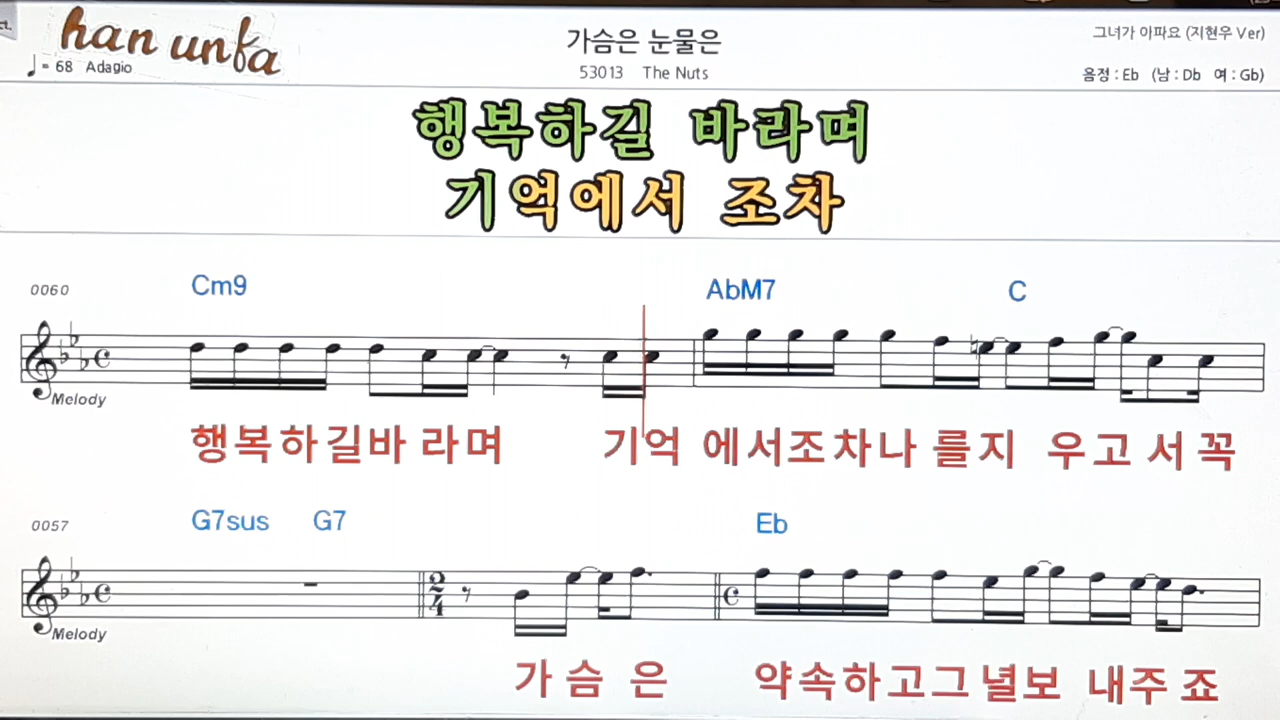 han unfa
가슴은 눈물은
그녀가 아파요 (지현우 Ver)
♩= 68 Adagio
53013 The Nuts
음정 : Eb (남 : Db 여 : Gb)
행복하길 바라며
기억에서 조차
0060
Cm9 AbM7 C
Melody
행복하길바 라며 기억 에서조차나 를지 우고 서 꼭
0057
G7sus G7 Eb
2/4
Melody
가 슴 은 약속하고그 녈보 내주 죠